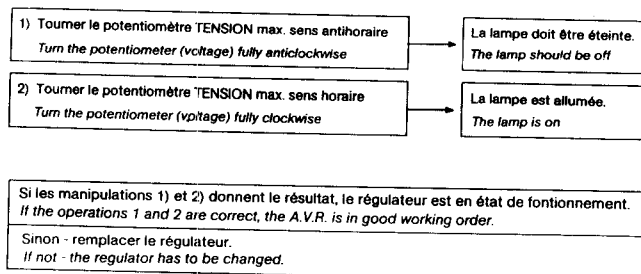 1) Tourner le potentiomètre TENSION max. sens antihoraire
Turn the potentiometer (voltage) fully anticlockwise
La lampe doit être éteinte.
The lamp should be off
2) Tourner le potentiomètre TENSION max. sens horaire
Turn the potentiometer (voltage) fully clockwise
La lampe est allumée.
The lamp is on
Si les manipulations 1) et 2) donnent le résultat, le régulateur est en état de fontionnement.
If the operations 1 and 2 are correct, the A.V.R. is in good working order.
Sinon - remplacer le régulateur.
If not - the regulator has to be changed.